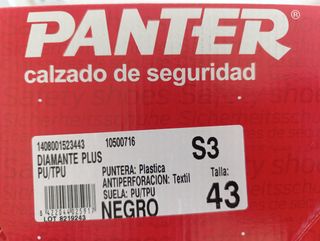 PANTER
calzado de seguridad
1408001523443 10500716
DIAMANTE PLUS
PU/TPU
S3
PUNTERA: Plastica
ANTIPERFORACION: Textil
SUELA: PU/TPU
NEGRO
Talla:
43
LOT 8219243